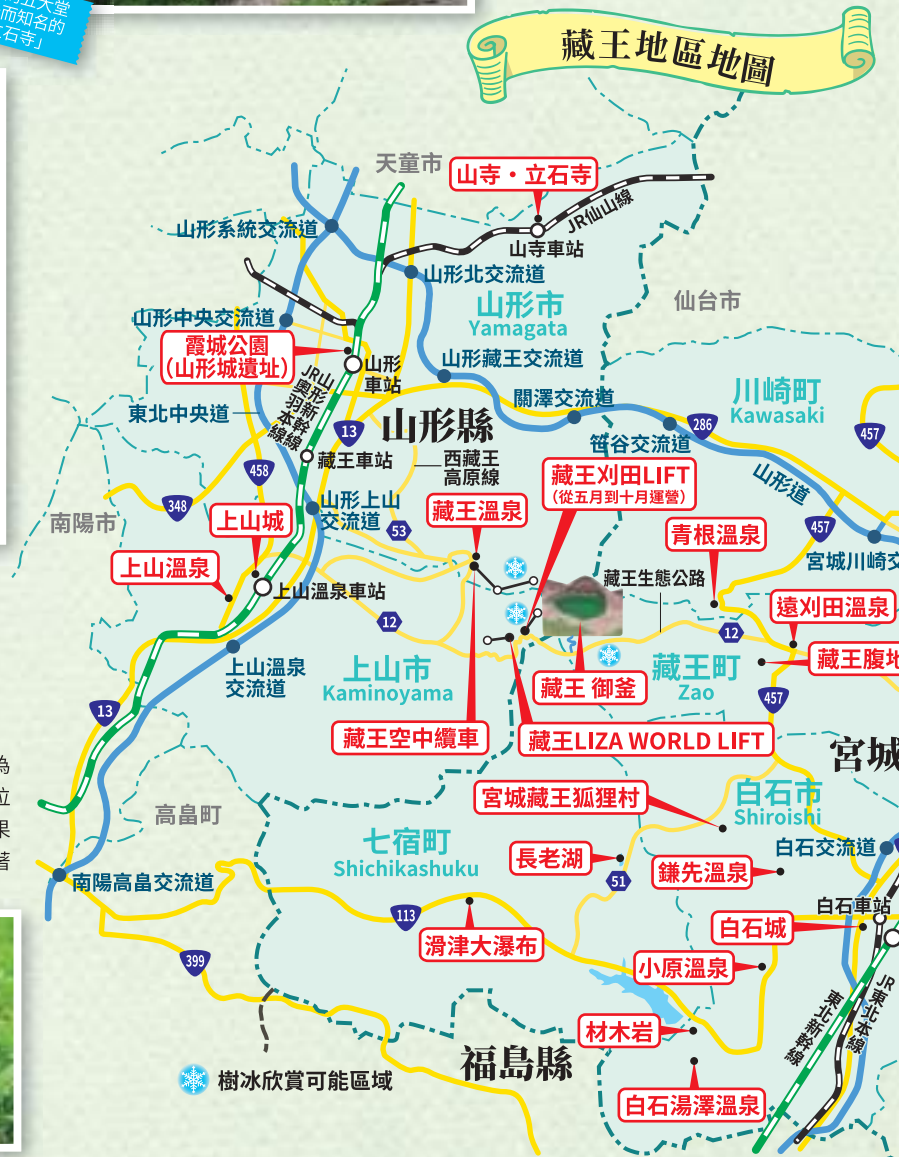 的五大堂
而知名的
石寺」
藏王地區地圖
天童市
山寺・立石寺
JR仙山線
山寺車站
山形系統交流道
山形北交流道
山形市
Yamagata
仙台市
山形中央交流道
霞城公園
(山形城遺址)
山形
車站
山形藏王交流道
川崎町
Kawasaki
關澤交流道
東北中央道
JR山形新幹線
奧羽本線
13
山形縣
286
457
笹谷交流道
藏王車站
西藏王
高原線
藏王刈田LIFT
(從五月到十月運營)
山形道
458
348
南陽市
上山城
山形上山
交流道
藏王溫泉
53
青根溫泉
457
宮城川崎交
上山溫泉
上山溫泉車站
藏王生態公路
遠刈田溫泉
12
12
上山溫泉
交流道
上山市
Kaminoyama
藏王 御釜
藏王町
Zao
藏王腹地
457
13
藏王空中纜車
藏王LIZA WORLD LIFT
宮城
為
位
果
著
宮城藏王狐狸村
白石市
Shiroishi
高畠町
七宿町
Shichikashuku
長老湖
白石交流道
鎌先溫泉
51
南陽高畠交流道
白石車站
113
白石城
滑津大瀑布
399
小原溫泉
JR東北本線
東北新幹線
材木岩
福島縣
樹冰欣賞可能區域
白石湯澤溫泉